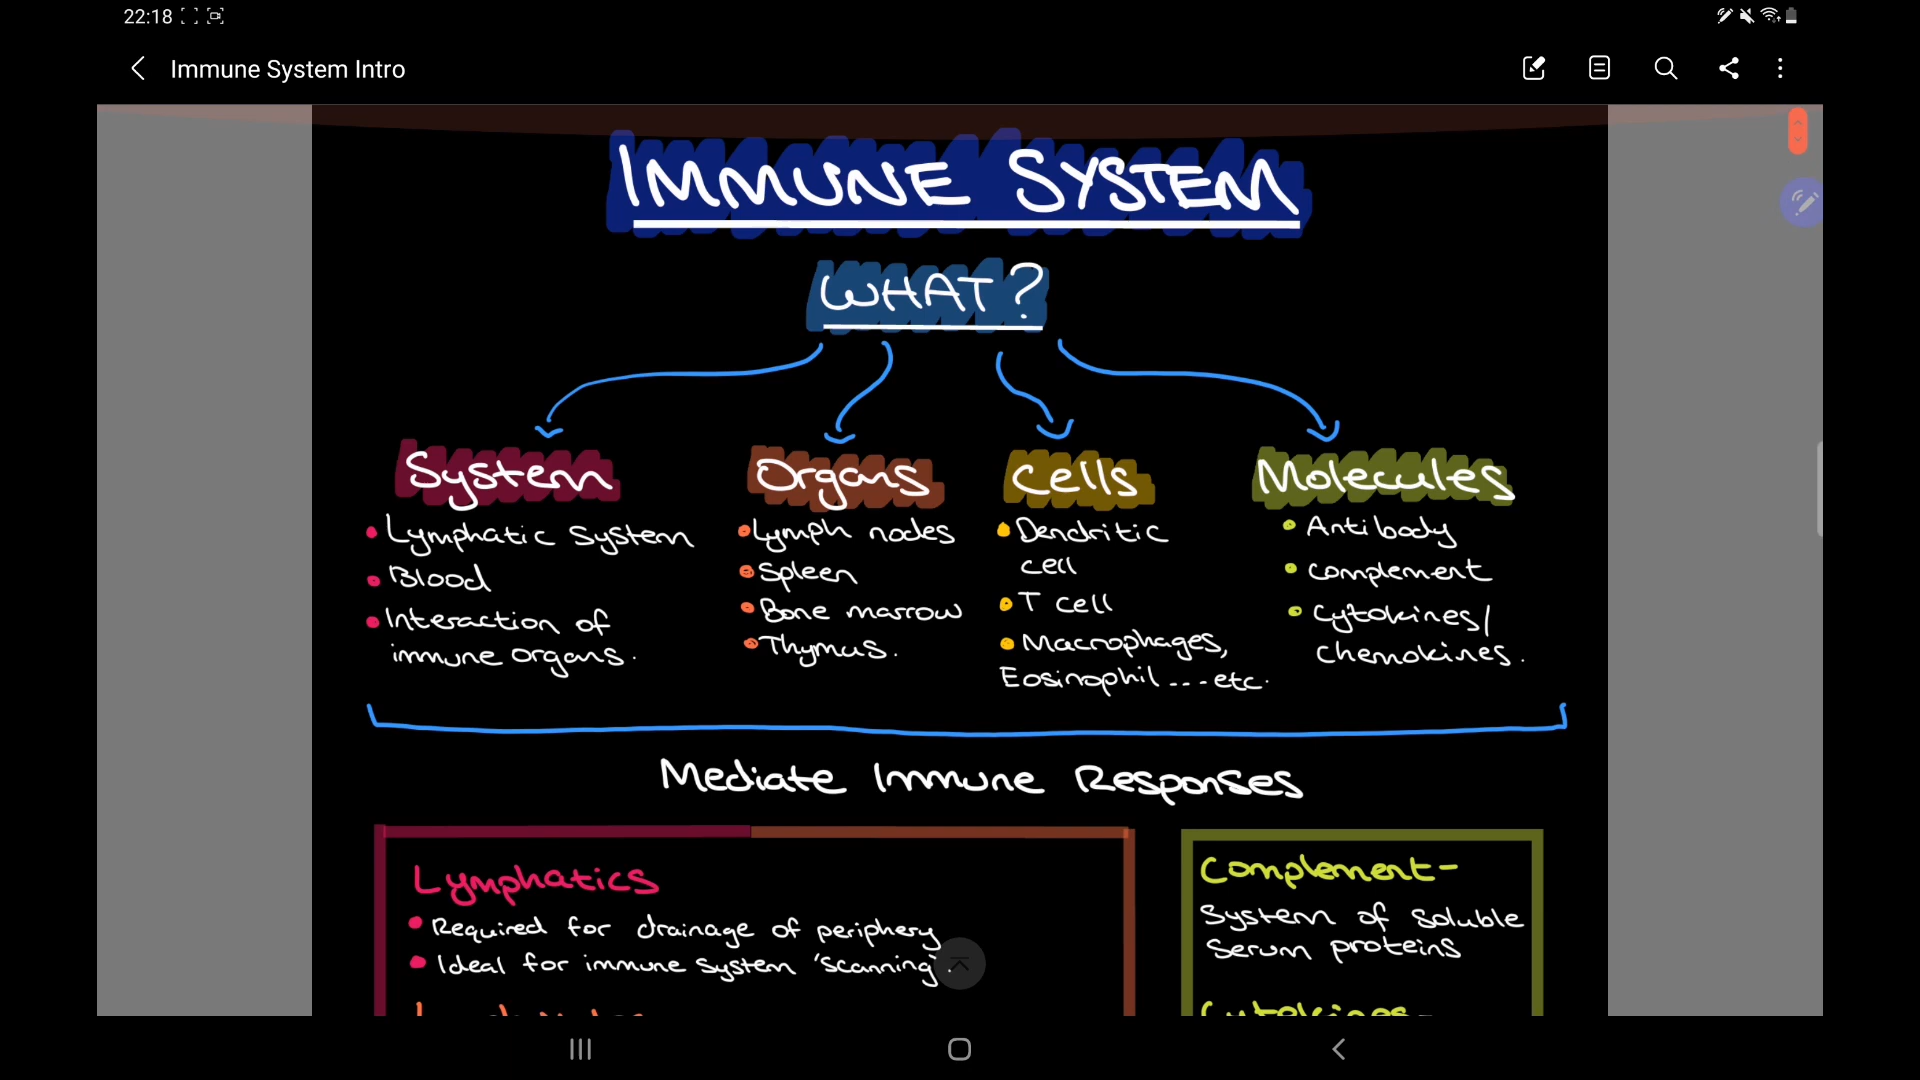 22:18
Immune System Intro
IMMUNE SYSTEM
WHAT?
System
• Lymphatic System
• Blood
• Interaction of
immune organs.
Organs
• Lymph nodes
• Spleen
• Bone marrow
• Thymus.
Cells
• Dendritic
cell
• T cell
• Macrophages,
Eosinophil ... etc.
Molecules
• Antibody
• Complement
• Cytokines/
chemokines.
Mediate Immune Responses
Lymphatics
• Required for drainage of periphery
• Ideal for immune system 'scanning'.
Complement-
System of soluble
serum proteins
Cytokines-